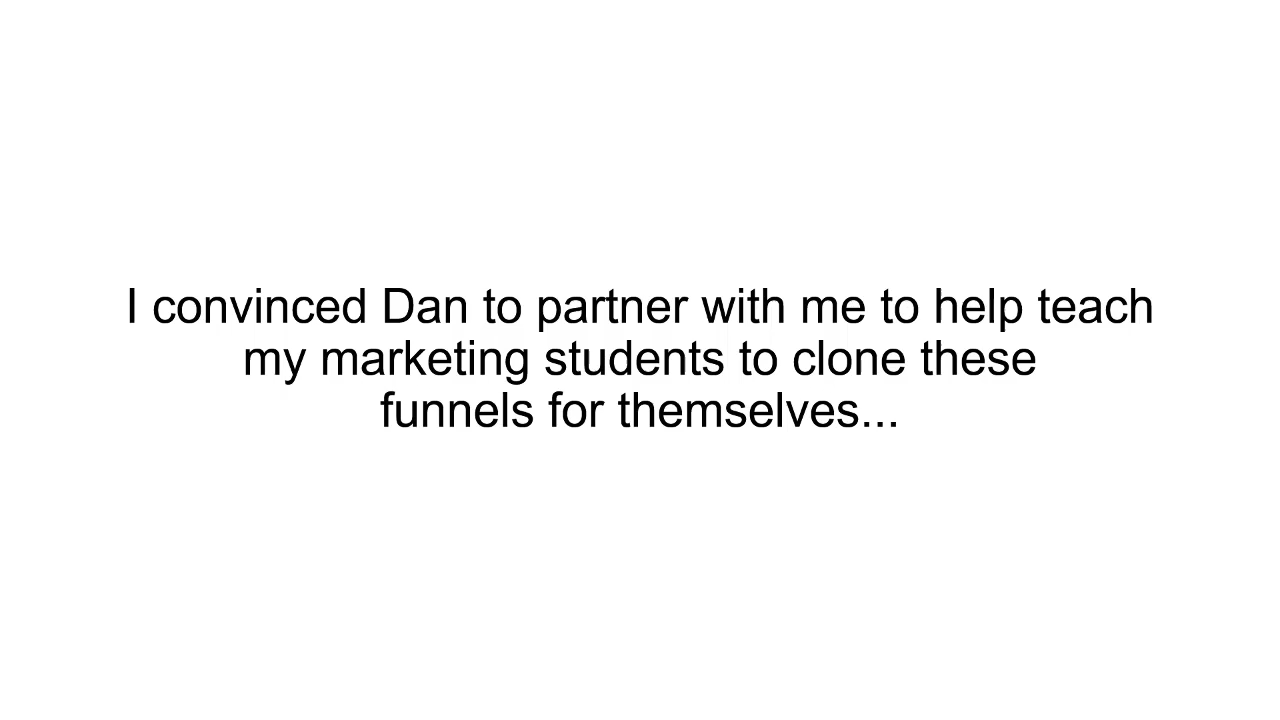 I convinced Dan to partner with me to help teach
my marketing students to clone these
funnels for themselves...